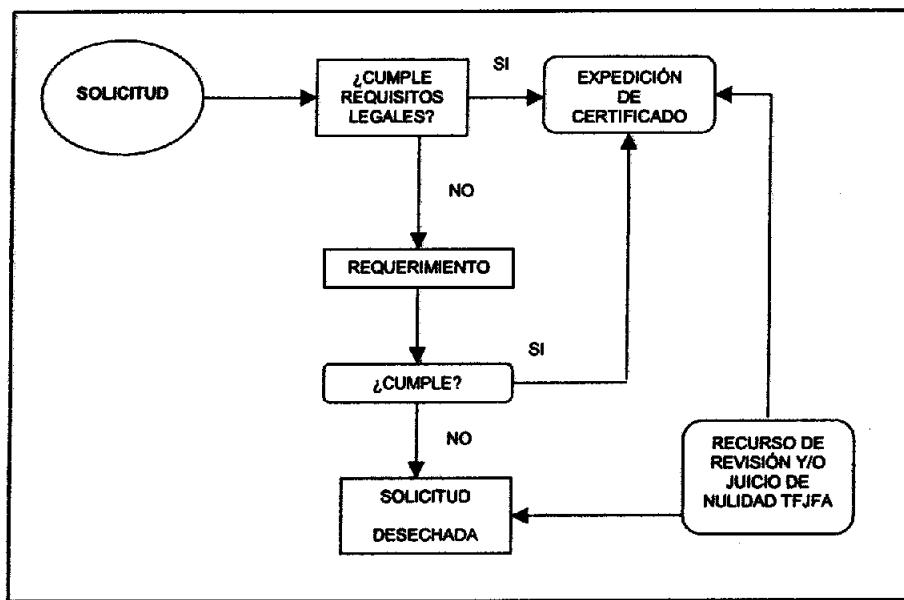 SOLICITUD
¿CUMPLE
REQUISITOS
LEGALES?
SI
EXPEDICIÓN
DE
CERTIFICADO
NO
REQUERIMIENTO
SI
¿CUMPLE?
NO
SOLICITUD
DESECHADA
RECURSO DE
REVISIÓN Y/O
JUICIO DE
NULIDAD TFJFA